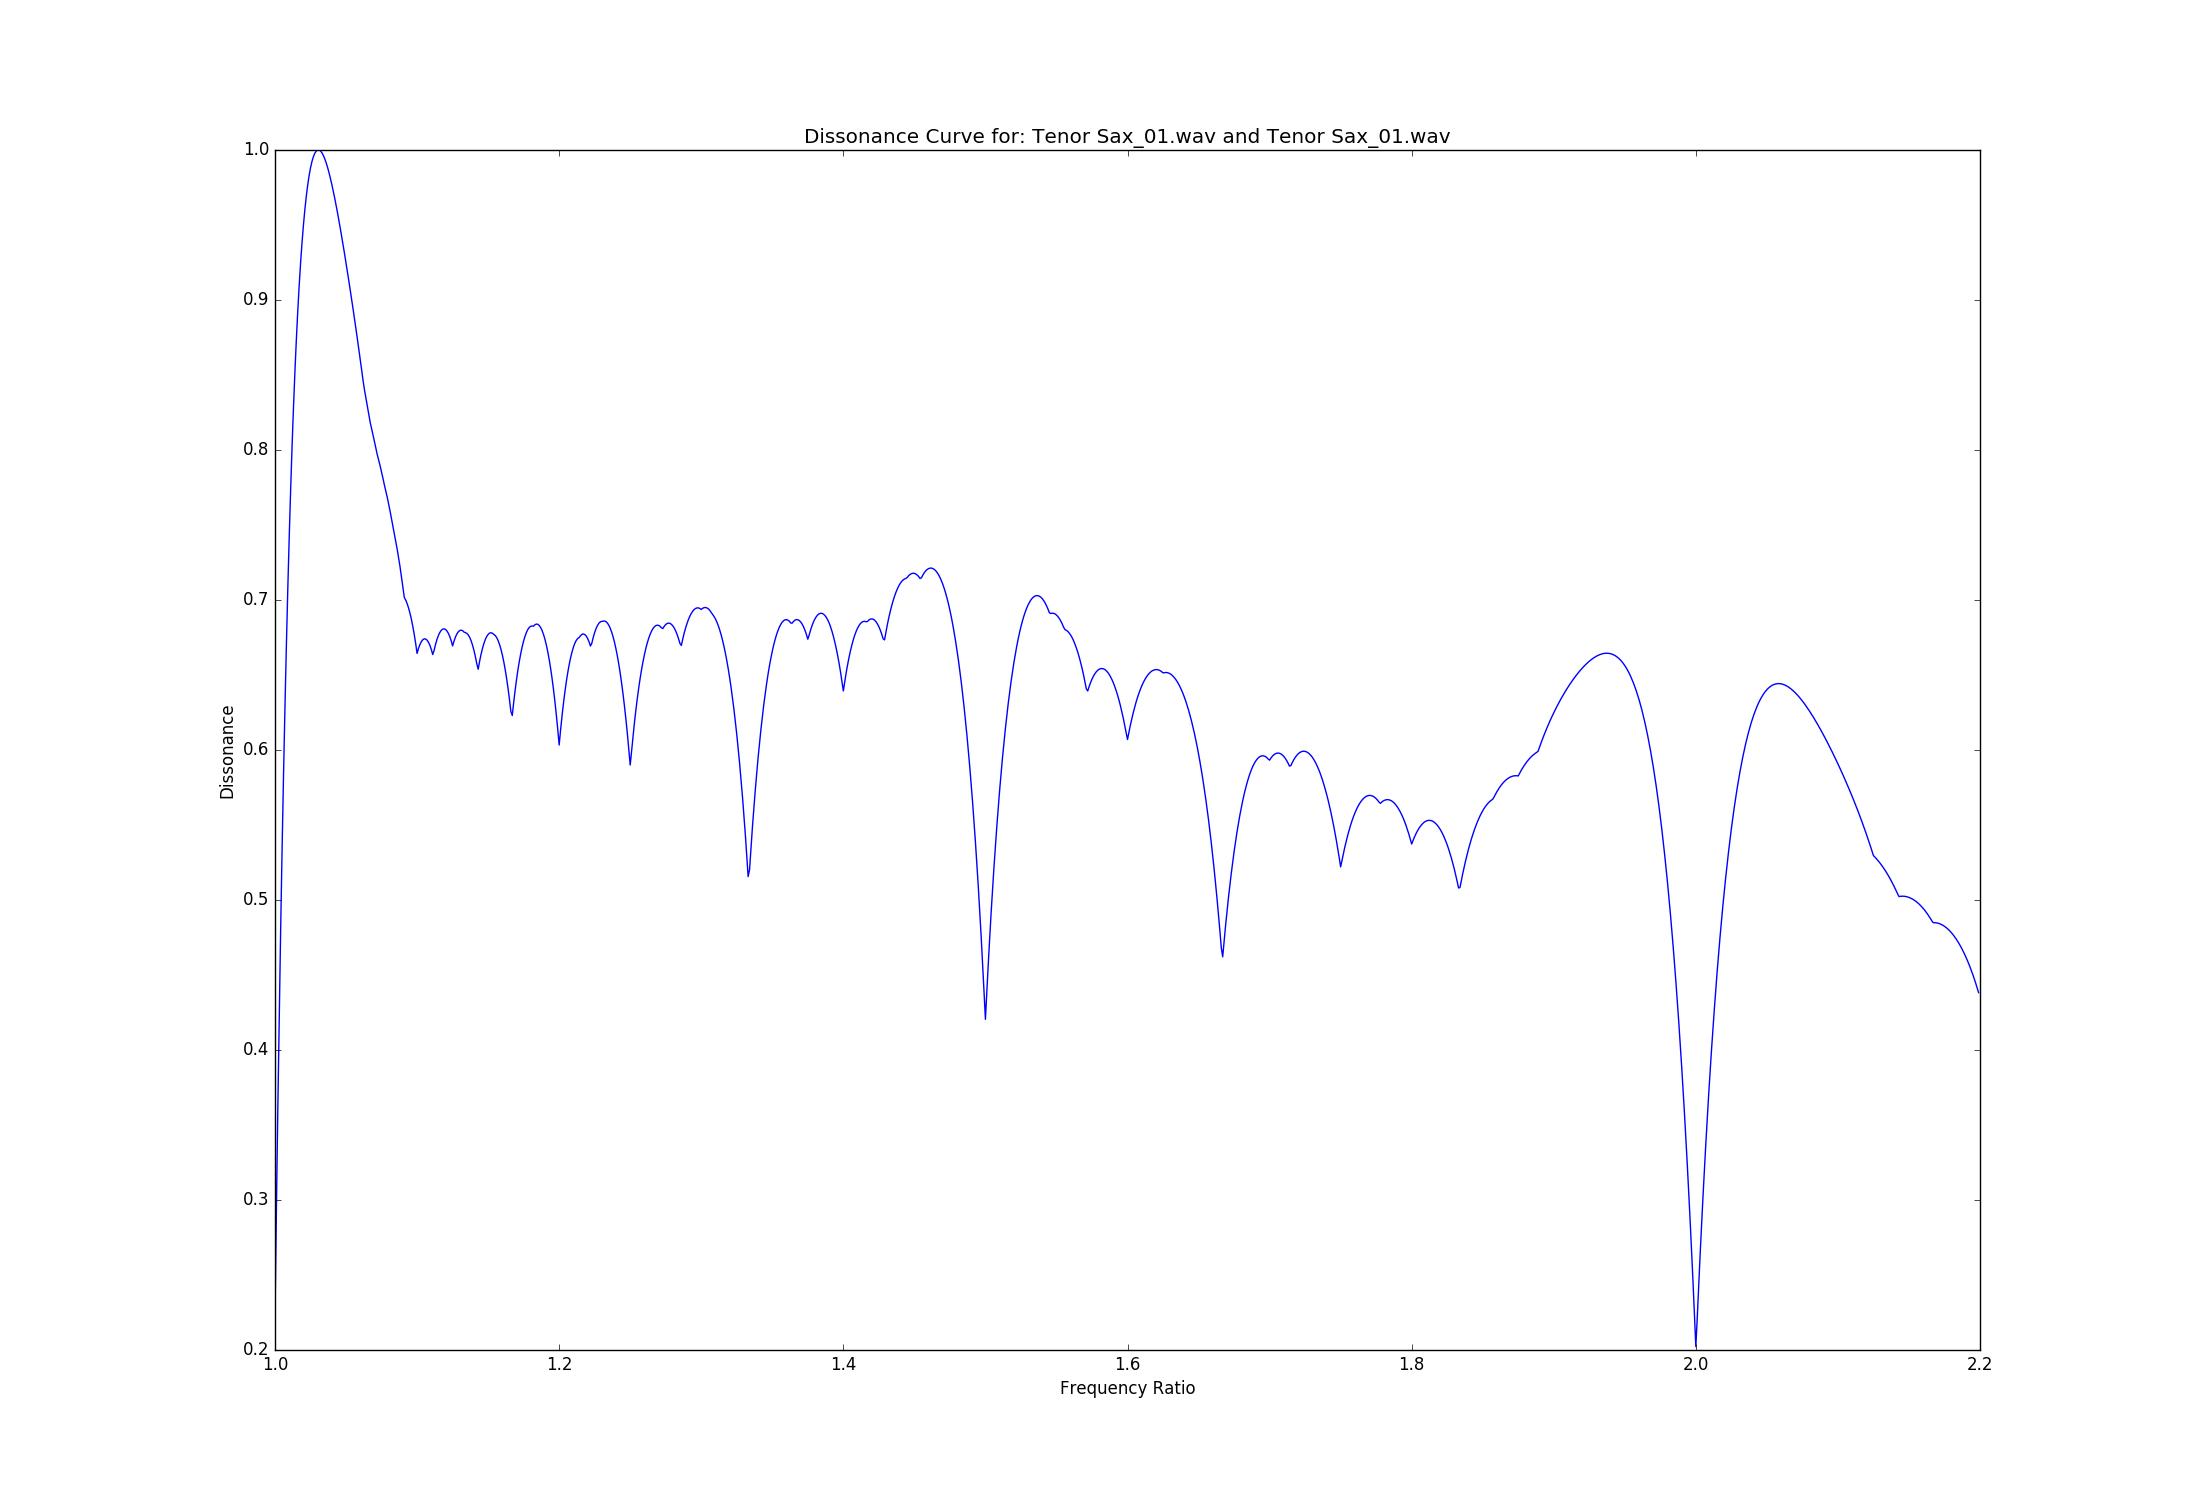 Dissonance Curve for: Tenor Sax_01.wav and Tenor Sax_01.wav
1.0
0.9
0.8
0.7
0.6
0.5
0.4
0.3
0.2
Dissonance
1.0 1.2 1.4 1.6 1.8 2.0 2.2
Frequency Ratio